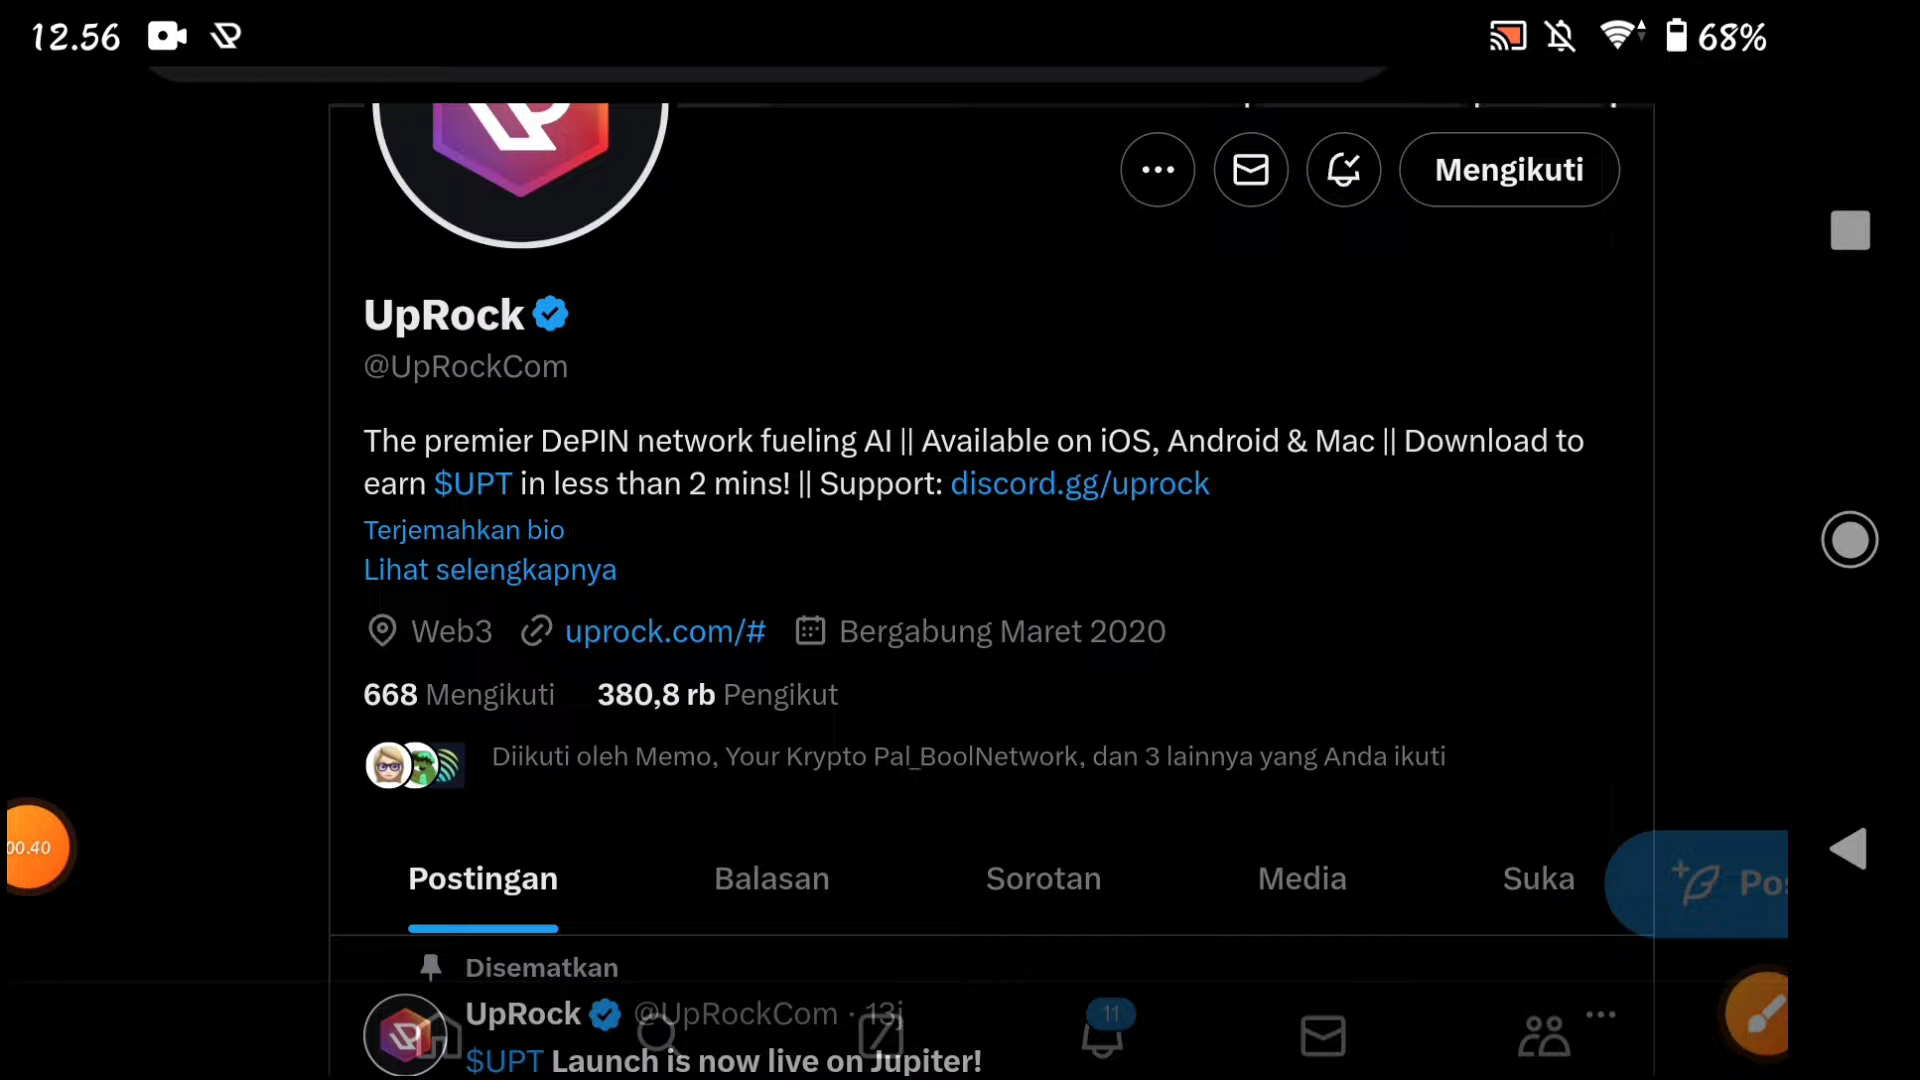 12.56
68%
Mengikuti
UpRock
@UpRockCom
The premier DePIN network fueling AI || Available on iOS, Android & Mac || Download to
earn $UPT in less than 2 mins! || Support: discord.gg/uprock
Terjemahkan bio
Lihat selengkapnya
Web3 uprock.com/# Bergabung Maret 2020
668 Mengikuti 380,8 rb Pengikut
Diikuti oleh Memo, Your Krypto Pal_BoolNetwork, dan 3 lainnya yang Anda ikuti
00.40
Postingan Balasan Sorotan Media Suka
Pos
Disematkan
UpRock @UpRockCom · 13j
11
$UPT Launch is now live on Jupiter!